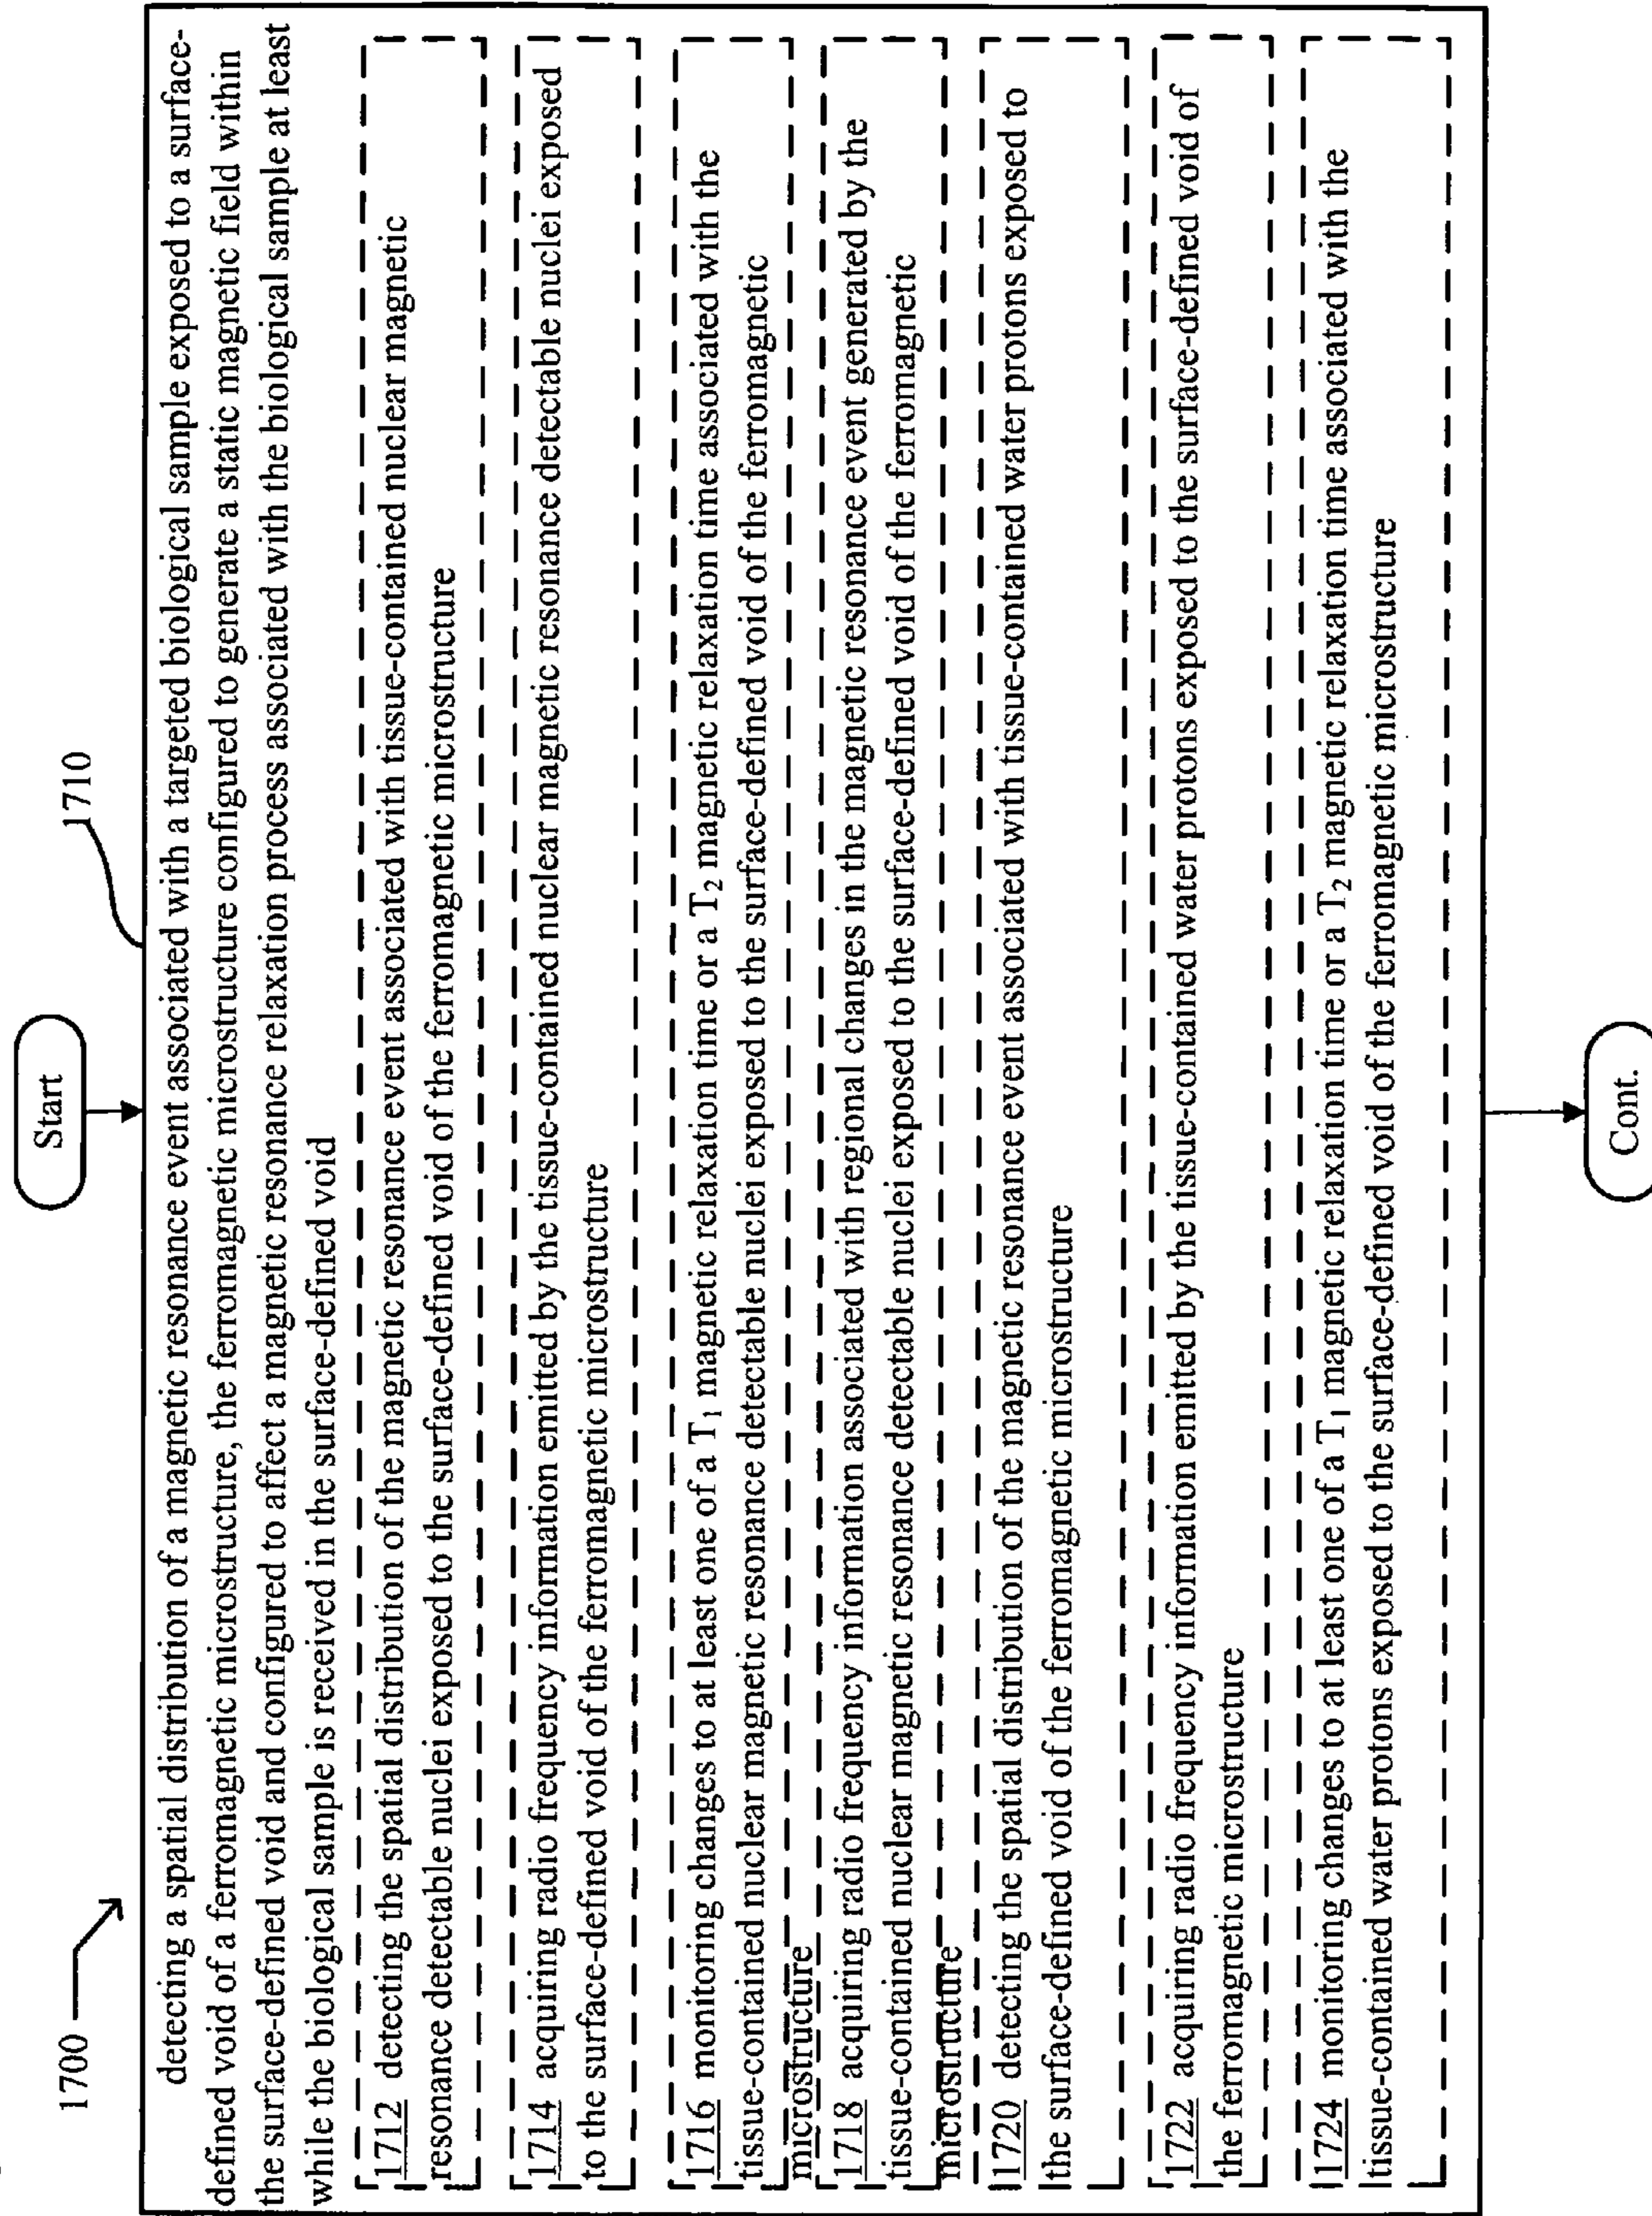 1700
Start
1710
detecting a spatial distribution of a magnetic resonance event associated with a targeted biological sample exposed to a surface-
defined void of a ferromagnetic microstructure, the ferromagnetic microstructure configured to generate a static magnetic field within
the surface-defined void and configured to affect a magnetic resonance relaxation process associated with the biological sample at least
while the biological sample is received in the surface-defined void
1712 detecting the spatial distribution of the magnetic resonance event associated with tissue-contained nuclear magnetic
resonance detectable nuclei exposed to the surface-defined void of the ferromagnetic microstructure
1714 acquiring radio frequency information emitted by the tissue-contained nuclear magnetic resonance detectable nuclei exposed
to the surface-defined void of the ferromagnetic microstructure
1716 monitoring changes to at least one of a T1 magnetic relaxation time or a T2 magnetic relaxation time associated with the
tissue-contained nuclear magnetic resonance detectable nuclei exposed to the surface-defined void of the ferromagnetic
microstructure
1718 acquiring radio frequency information associated with regional changes in the magnetic resonance event generated by the
tissue-contained nuclear magnetic resonance detectable nuclei exposed to the surface-defined void of the ferromagnetic
microstructure
1720 detecting the spatial distribution of the magnetic resonance event associated with tissue-contained water protons exposed to
the surface-defined void of the ferromagnetic microstructure
1722 acquiring radio frequency information emitted by the tissue-contained water protons exposed to the surface-defined void of
the ferromagnetic microstructure
1724 monitoring changes to at least one of a T1 magnetic relaxation time or a T2 magnetic relaxation time associated with the
tissue-contained water protons exposed to the surface-defined void of the ferromagnetic microstructure
Cont.